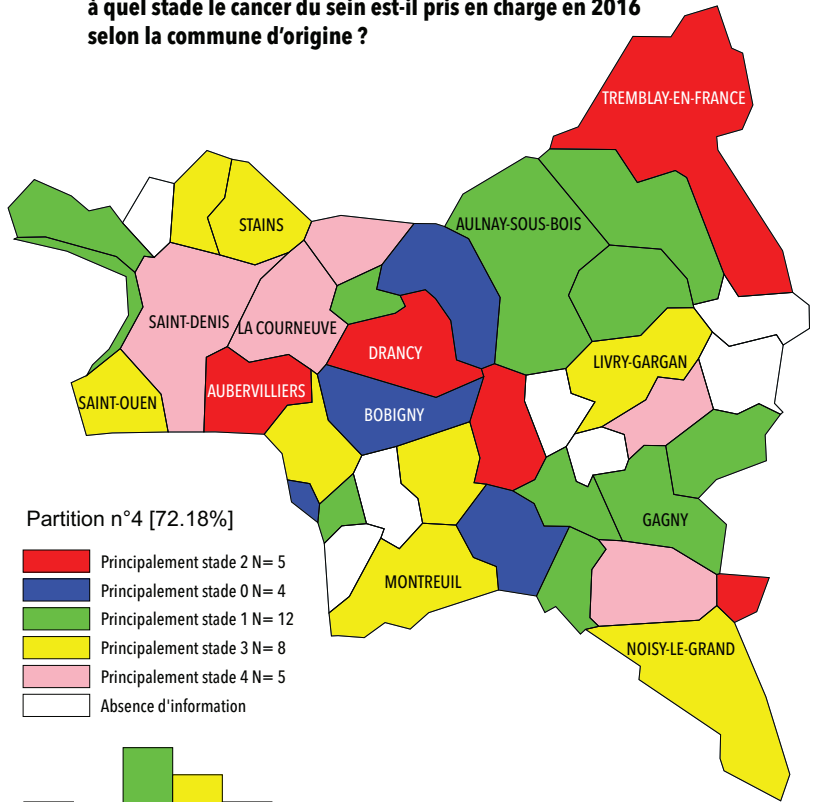 à quel stade le cancer du sein est-il pris en charge en 2016
selon la commune d'origine ?
TREMBLAY-EN-FRANCE
STAINS
AULNAY-SOUS-BOIS
SAINT-DENIS
LA COURNEUVE
DRANCY
LIVRY-GARGAN
SAINT-OUEN
AUBERVILLIERS
BOBIGNY
GAGNY
MONTREUIL
NOISY-LE-GRAND
Partition n°4 [72.18%]
Principalement stade 2 N= 5
Principalement stade 0 N= 4
Principalement stade 1 N= 12
Principalement stade 3 N= 8
Principalement stade 4 N= 5
Absence d'information